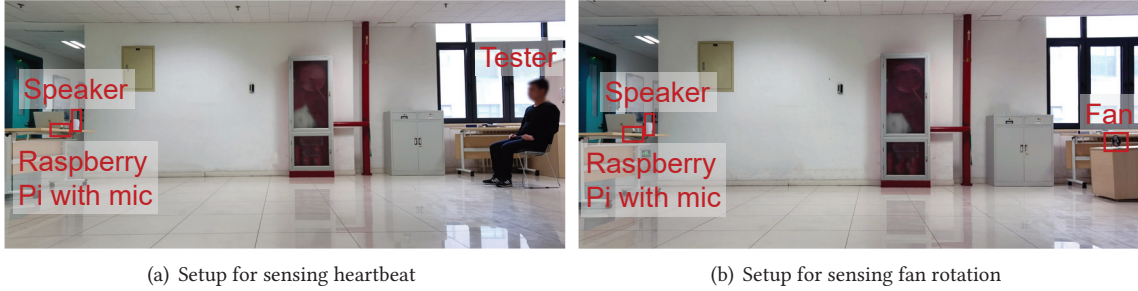 Tester
Speaker
Raspberry
Pi with mic
Speaker
Fan
Raspberry
Pi with mic
(a) Setup for sensing heartbeat
(b) Setup for sensing fan rotation